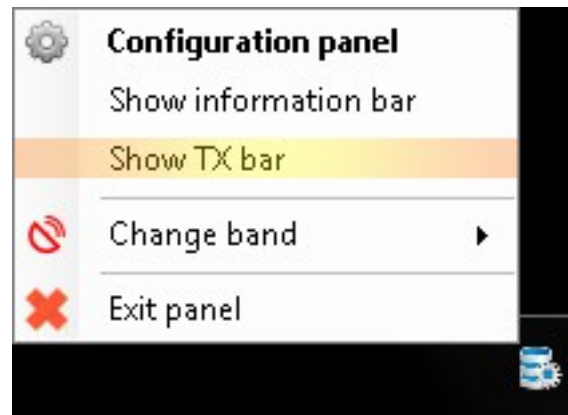 Configuration panel
Show information bar
Show TX bar
Change band
Exit panel